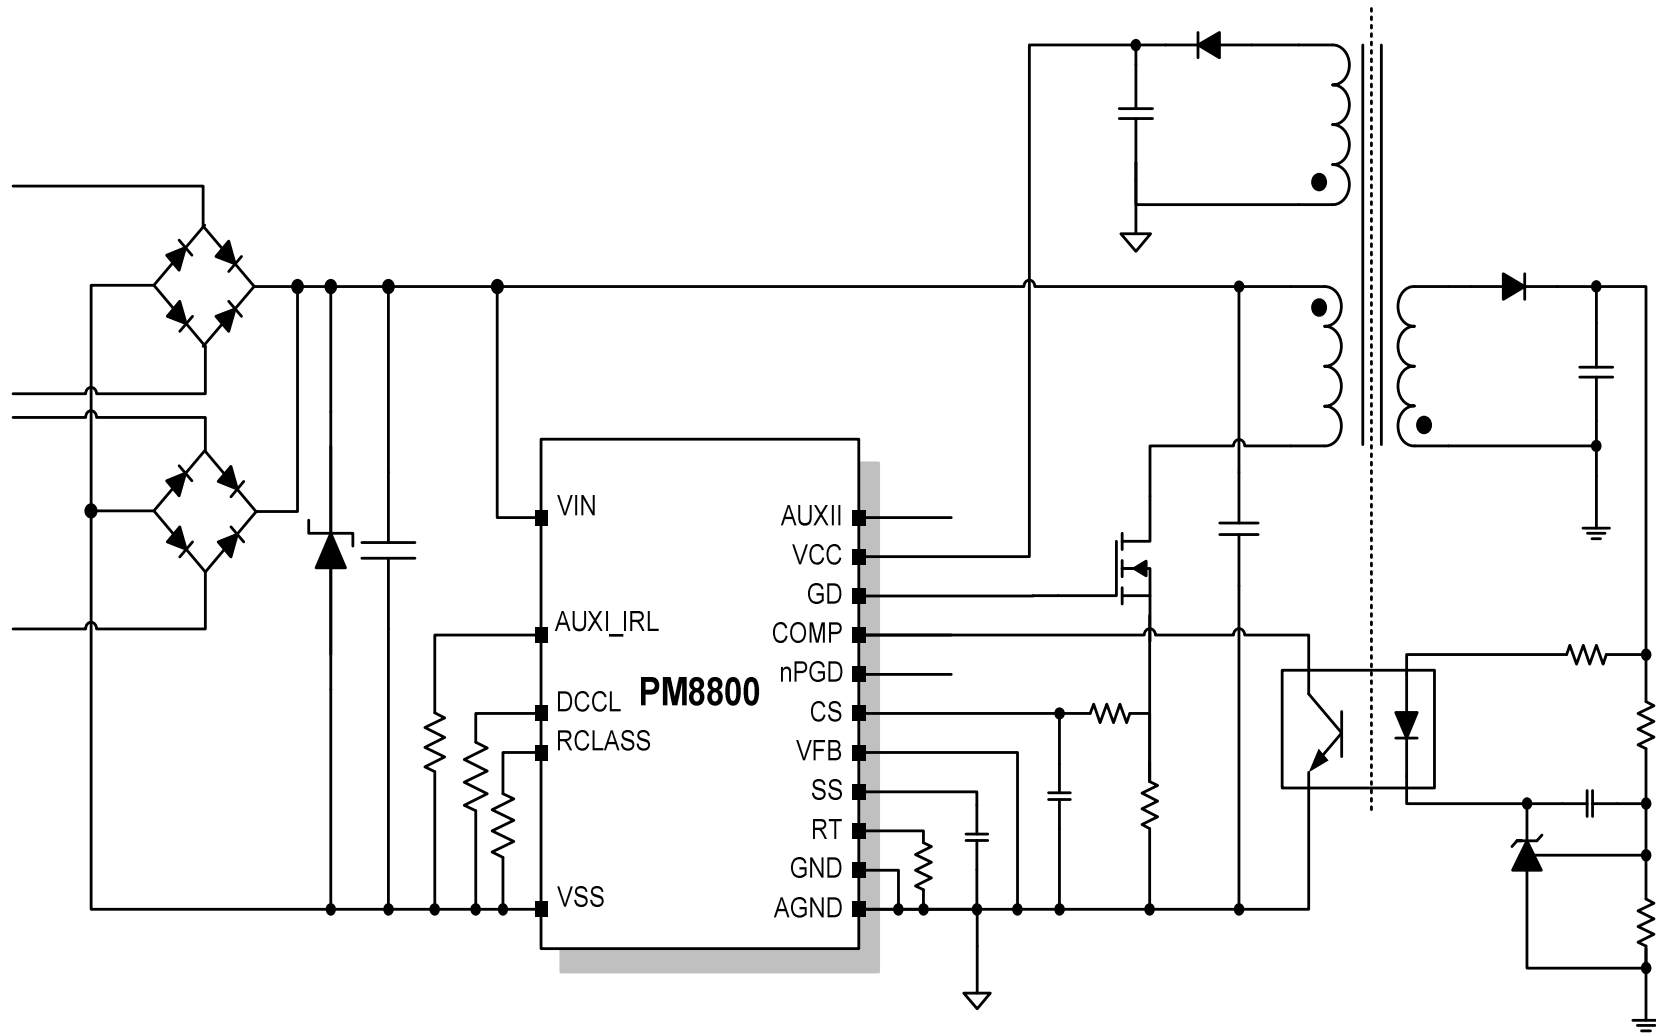 VIN
AUXI_IRL
DCCL
RCLASS
VSS
PM8800
AUXII
VCC
GD
COMP
nPGD
CS
VFB
SS
RT
GND
AGND